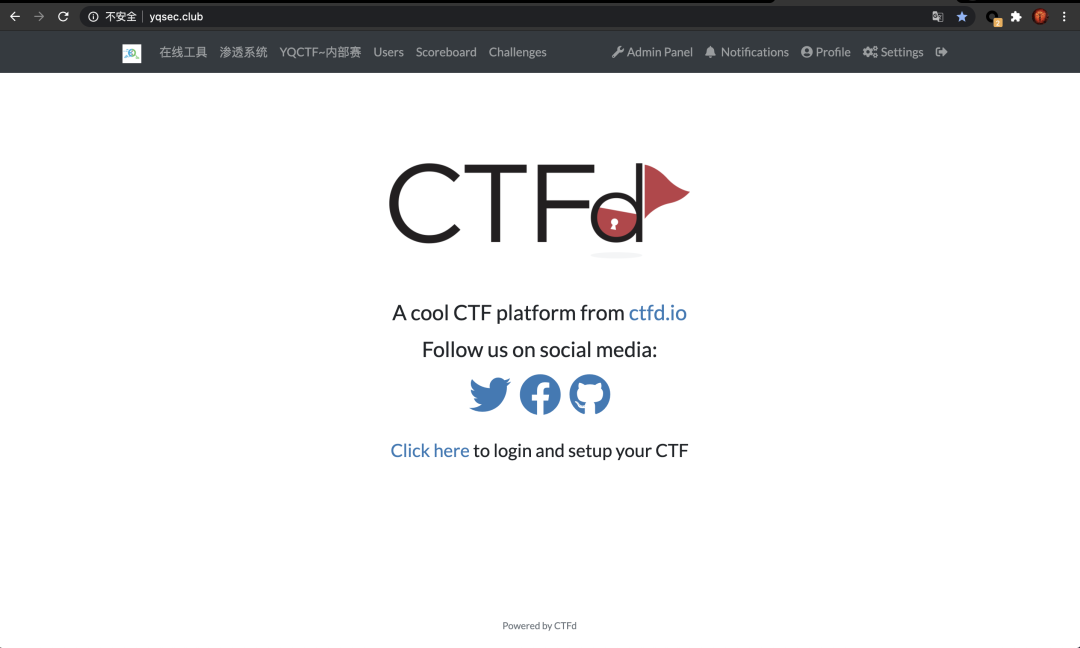 不安全 yqsec.club
2
在线工具 渗透系统 YQCTF~内部赛 Users Scoreboard Challenges Admin Panel Notifications Profile Settings
CTFd
A cool CTF platform from ctfd.io
Follow us on social media:
Click here to login and setup your CTF
Powered by CTFd